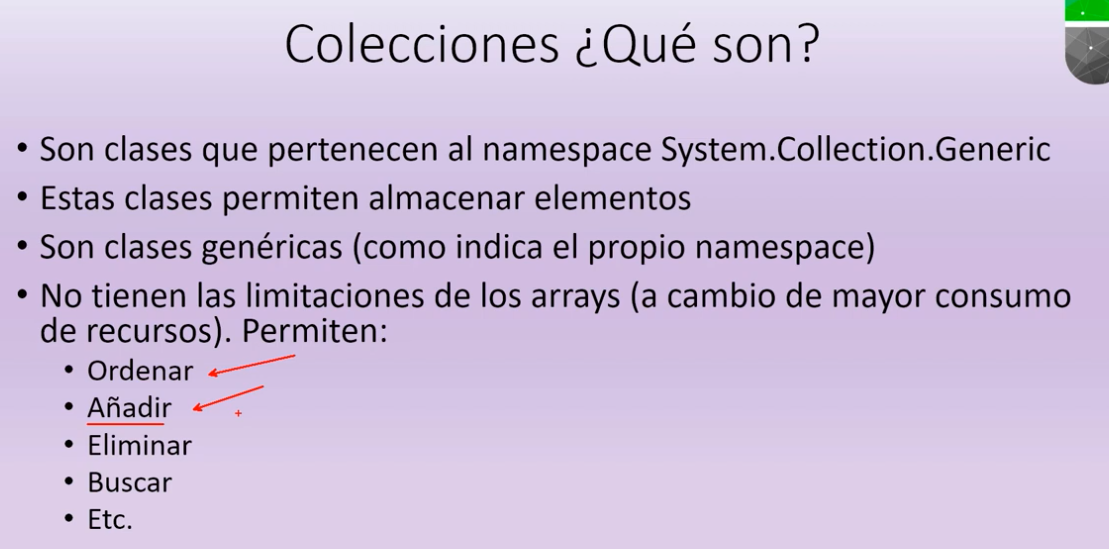 Colecciones ¿Qué son?
• Son clases que pertenecen al namespace System.Collection.Generic
• Estas clases permiten almacenar elementos
• Son clases genéricas (como indica el propio namespace)
• No tienen las limitaciones de los arrays (a cambio de mayor consumo
de recursos). Permiten:
• Ordenar
• Añadir
• Eliminar
• Buscar
• Etc.